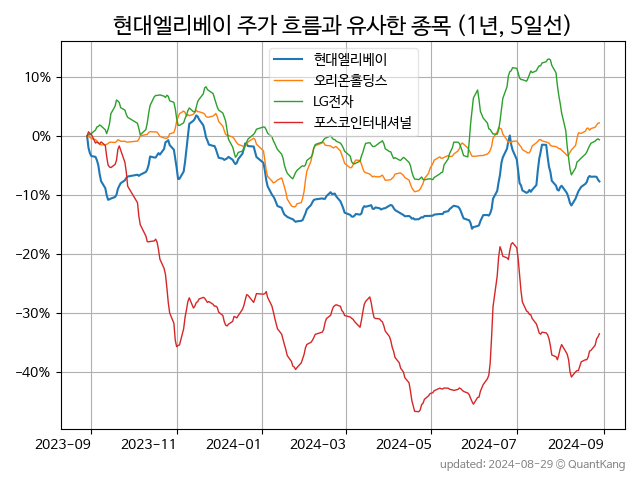 현대엘리베이 주가 흐름과 유사한 종목 (1년, 5일선)
현대엘리베이
오리온홀딩스
LG전자
포스코인터내셔널
10%
0%
-10%
-20%
-30%
-40%
2023-09 2023-11 2024-01 2024-03 2024-05 2024-07 2024-09
updated: 2024-08-29 © QuantKang